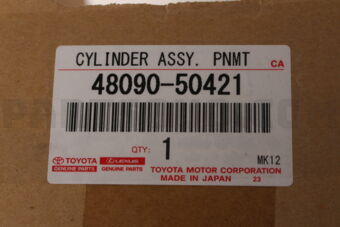 CYLINDER ASSY. PNMT CA
48090-50421
QTY: 1
MK12
TOYOTA LEXUS TOYOTA MOTOR CORPORATION
GENUINE PARTS GENUINE PARTS MADE IN JAPAN 23